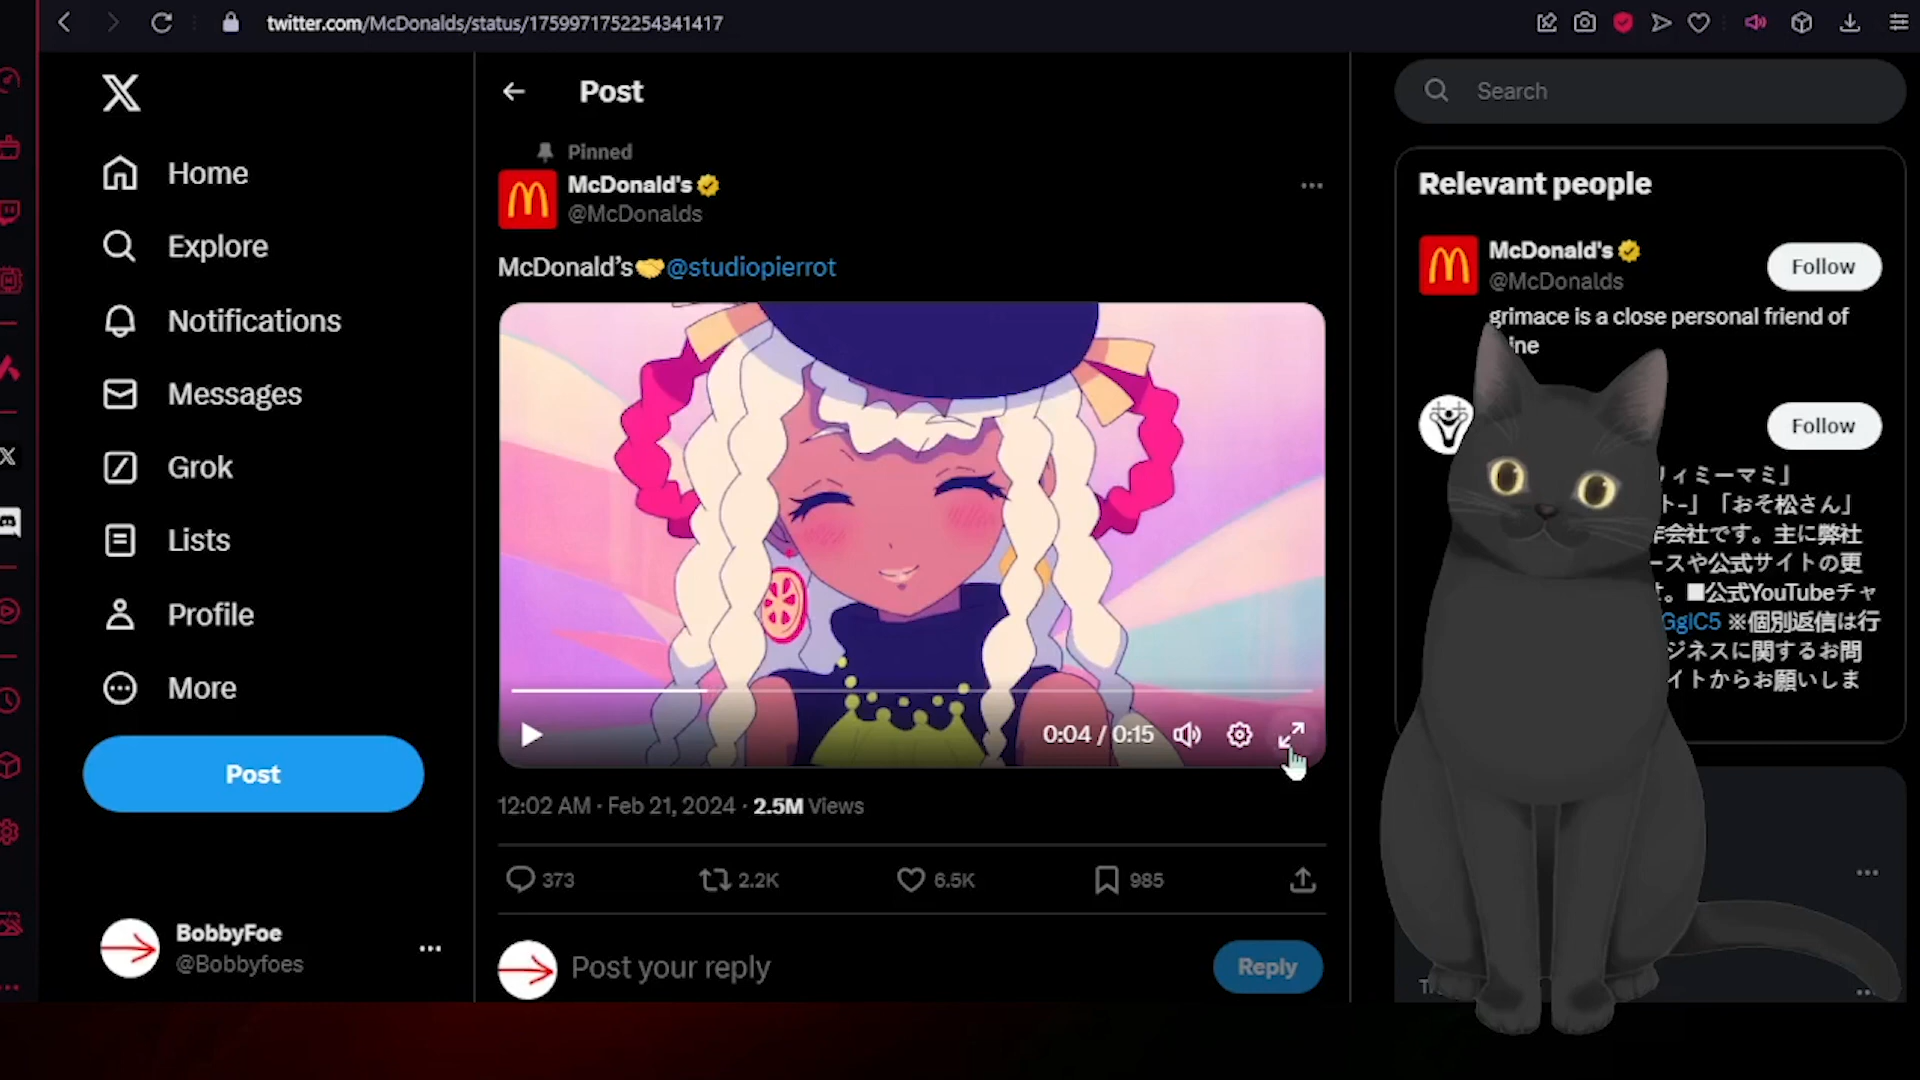 twitter.com/McDonalds/status/1759971752254341417
Home
Explore
Notifications
Messages
Grok
Lists
Profile
More
Post
BobbyFoe
@Bobbyfoes
Post
Pinned
McDonald's
@McDonalds
McDonald's🤝@studiopierrot
0:04 / 0:15
12:02 AM · Feb 21, 2024 · 2.5M Views
373
2.2K
6.5K
985
Post your reply
Reply
Search
Relevant people
McDonald's
@McDonalds
Follow
grimace is a close personal friend of
Follow
ィミーマミ」
ト-」「おそ松さん」
作会社です。主に弊社
ースや公式サイトの更
。■公式YouTubeチャ
GgIC5 ※個別返信は行
ジネスに関するお問
イトからお願いしま